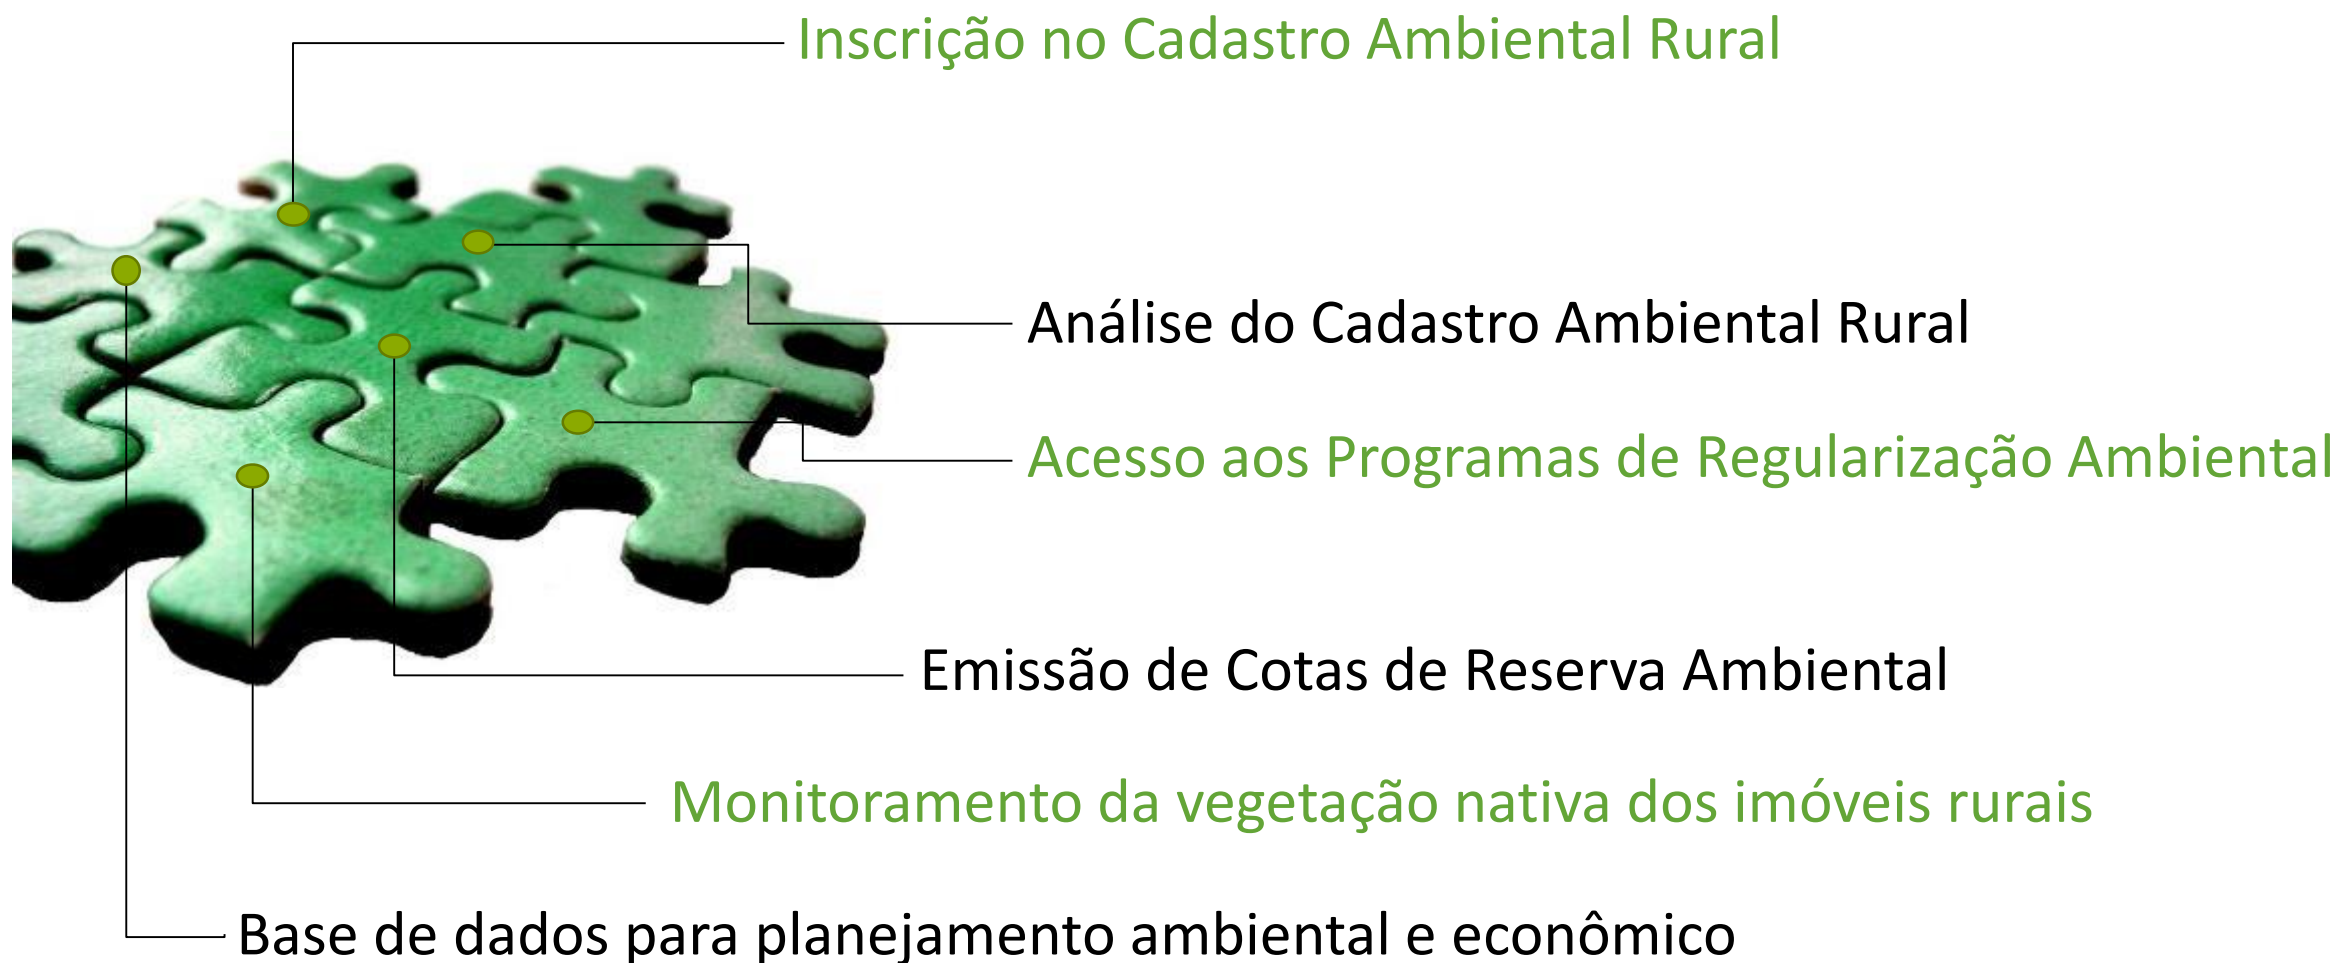 Inscrição no Cadastro Ambiental Rural
Análise do Cadastro Ambiental Rural
Acesso aos Programas de Regularização Ambiental
Emissão de Cotas de Reserva Ambiental
Monitoramento da vegetação nativa dos imóveis rurais
Base de dados para planejamento ambiental e econômico